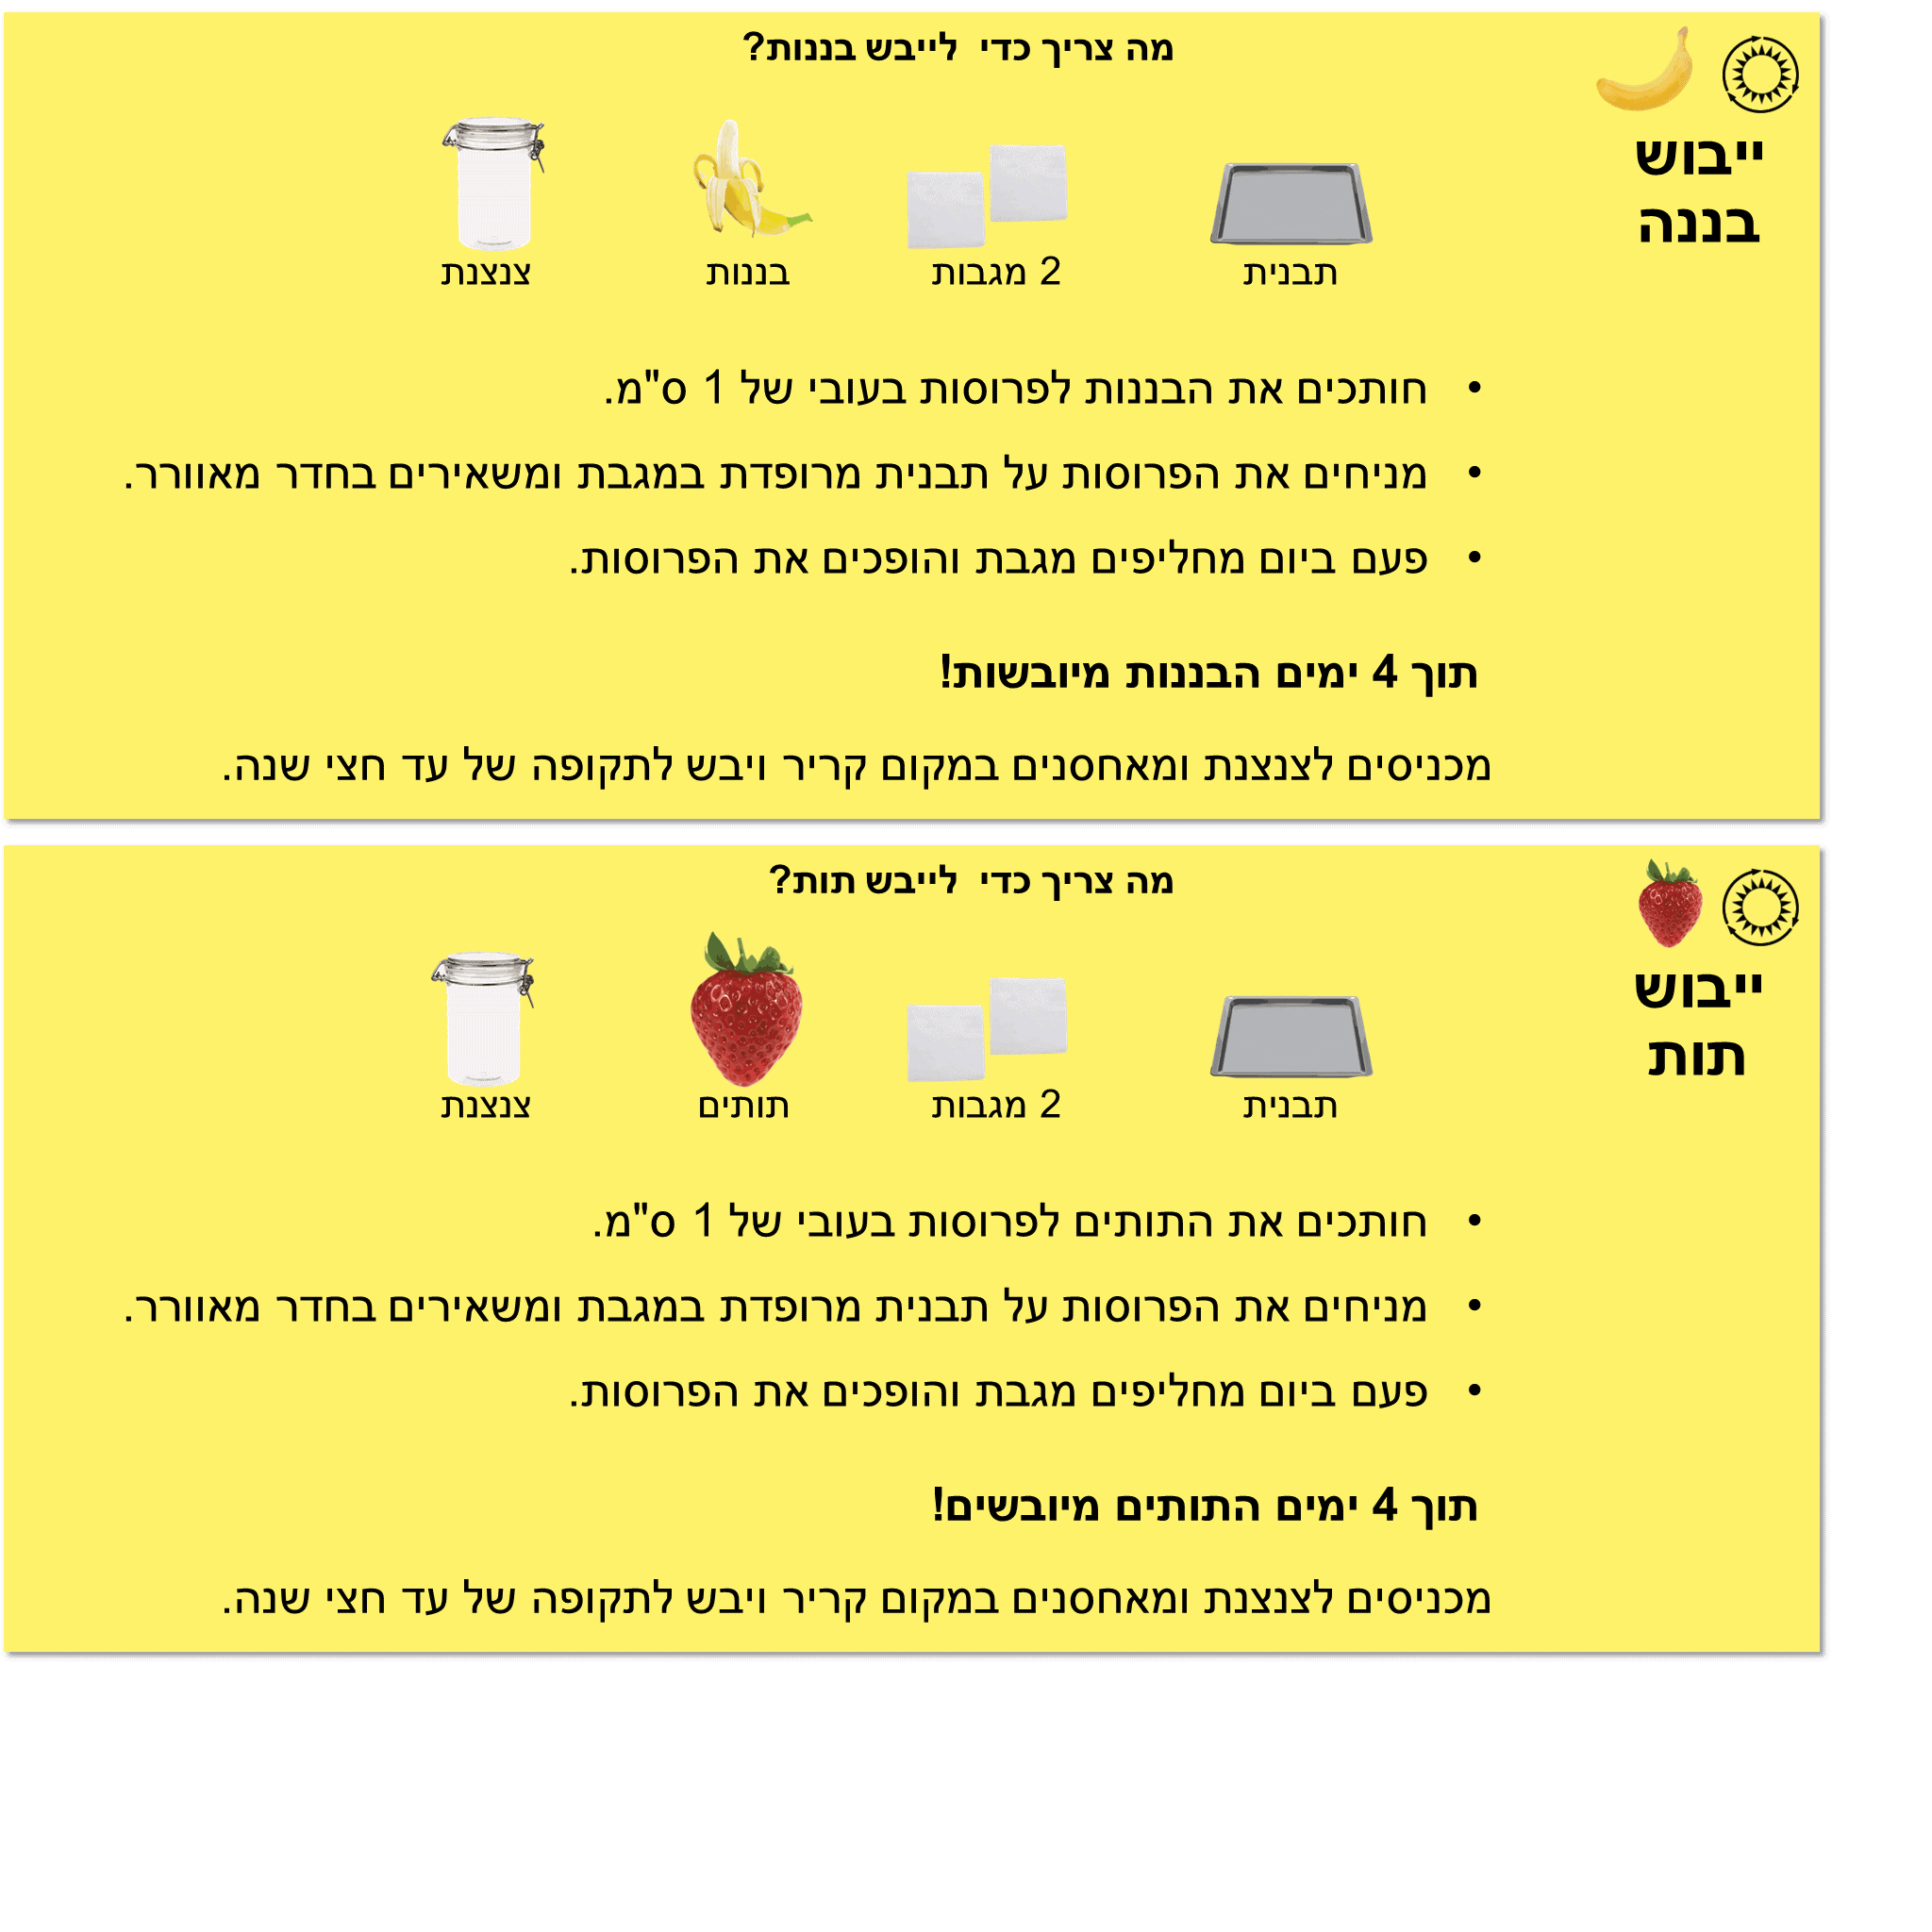 מה צריך כדי לייבש בננות?
ייבוש
בננה
תבנית
2 מגבות
בננות
צנצנת
• חותכים את הבננות לפרוסות בעובי של 1 ס"מ.
• מניחים את הפרוסות על תבנית מרופדת במגבת ומשאירים בחדר מאוורר.
• פעם ביום מחליפים מגבת והופכים את הפרוסות.
תוך 4 ימים הבננות מיובשות!
מכניסים לצנצנת ומאחסנים במקום קריר ויבש לתקופה של עד חצי שנה.
מה צריך כדי לייבש תות?
ייבוש
תות
תבנית
2 מגבות
תותים
צנצנת
• חותכים את התותים לפרוסות בעובי של 1 ס"מ.
• מניחים את הפרוסות על תבנית מרופדת במגבת ומשאירים בחדר מאוורר.
• פעם ביום מחליפים מגבת והופכים את הפרוסות.
תוך 4 ימים התותים מיובשים!
מכניסים לצנצנת ומאחסנים במקום קריר ויבש לתקופה של עד חצי שנה.